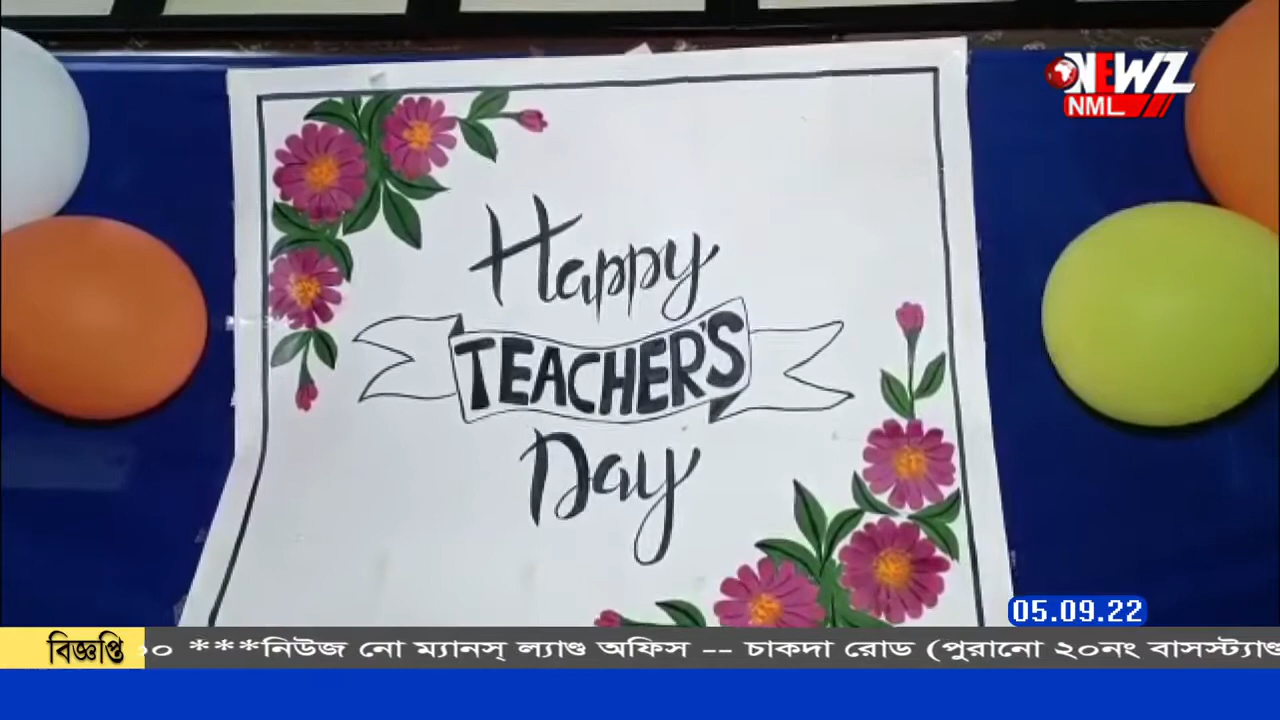 NEWZ
NML
Happy
TEACHER'S
Day
05.09.22
বিজ্ঞপ্তি
***নিউজ নো ম্যানস্ ল্যাণ্ড অফিস -- চাকদা রোড (পুরানো ২০নং বাসস্ট্যাণ্ড